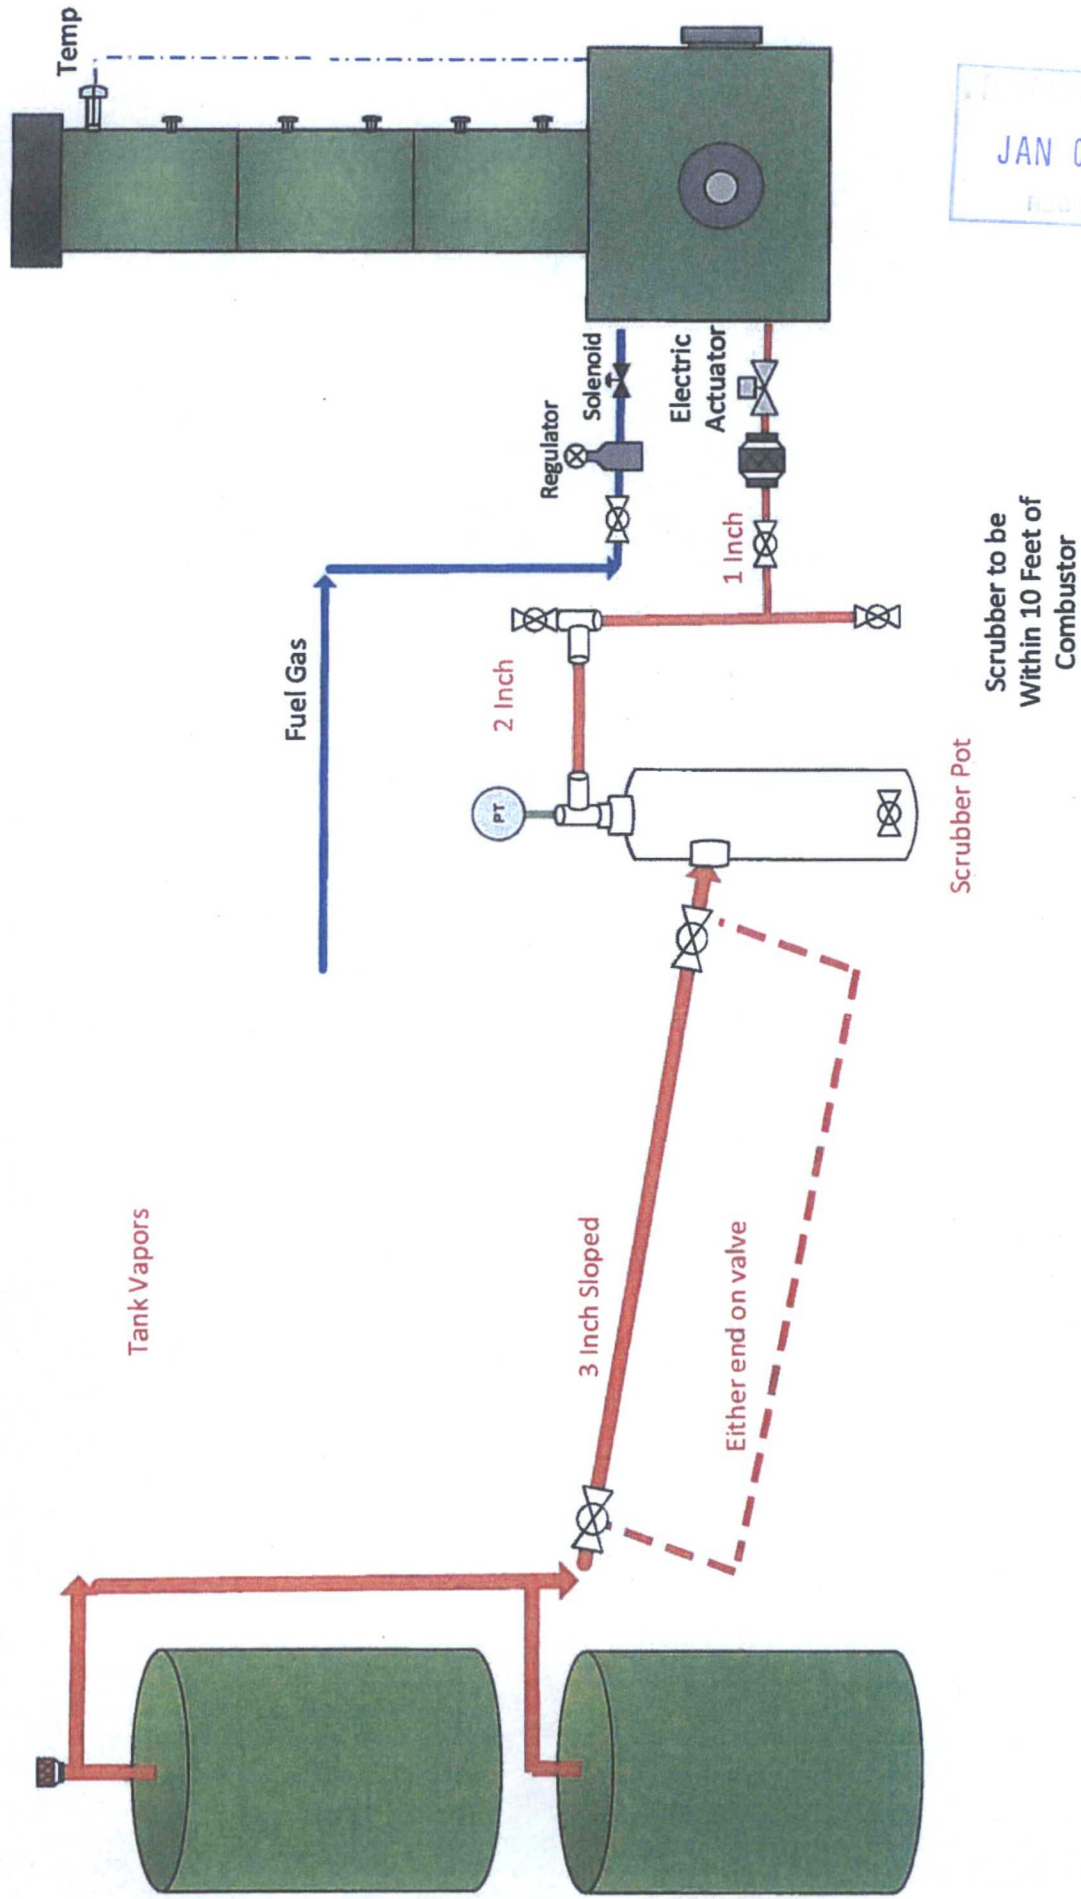 Temp
Fuel Gas
Regulator
Solenoid
Electric
Actuator
1 Inch
2 Inch
PT
Scrubber Pot
Scrubber to be
Within 10 Feet of
Combustor
Tank Vapors
3 Inch Sloped
Either end on valve
JAN